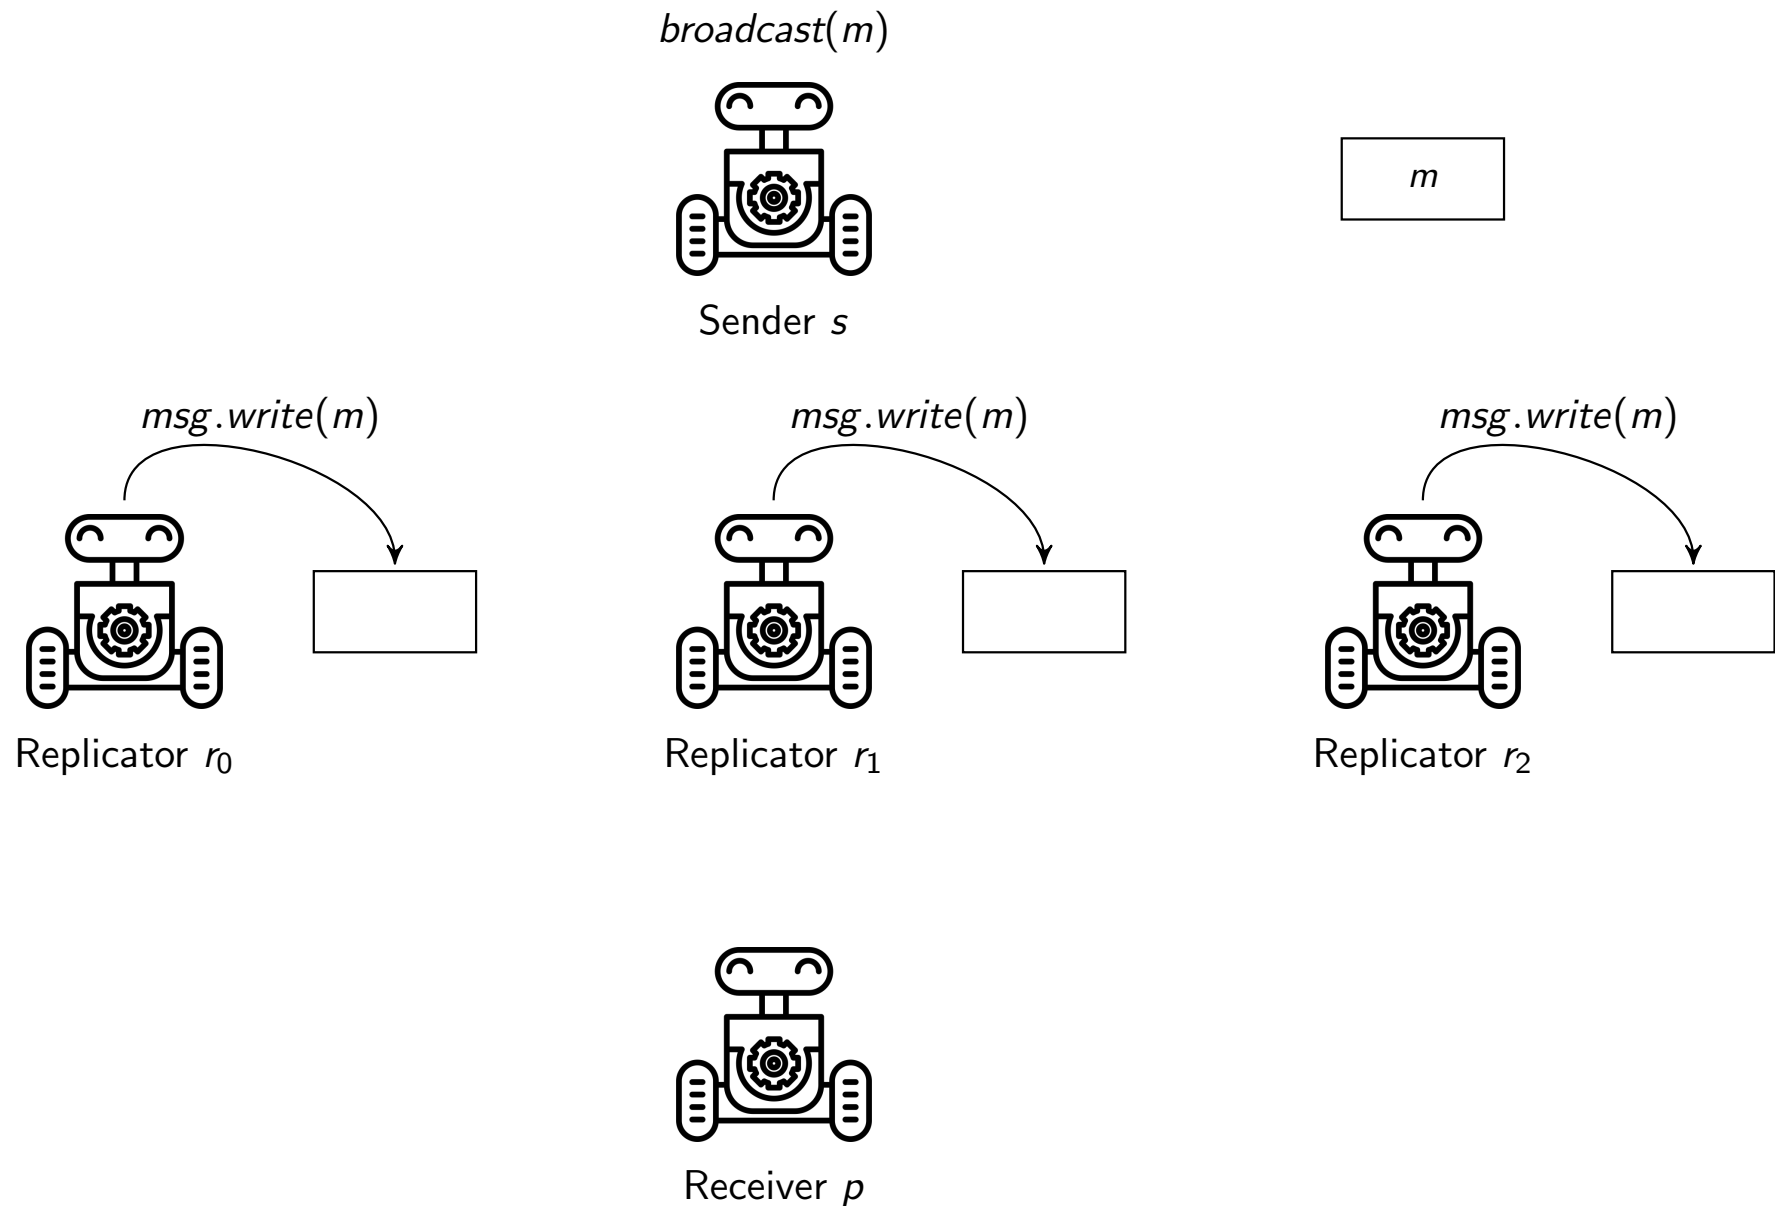 broadcast(m)
m
Sender s
msg.write(m)
msg.write(m)
msg.write(m)
Replicator r₀
Replicator r₁
Replicator r₂
Receiver p